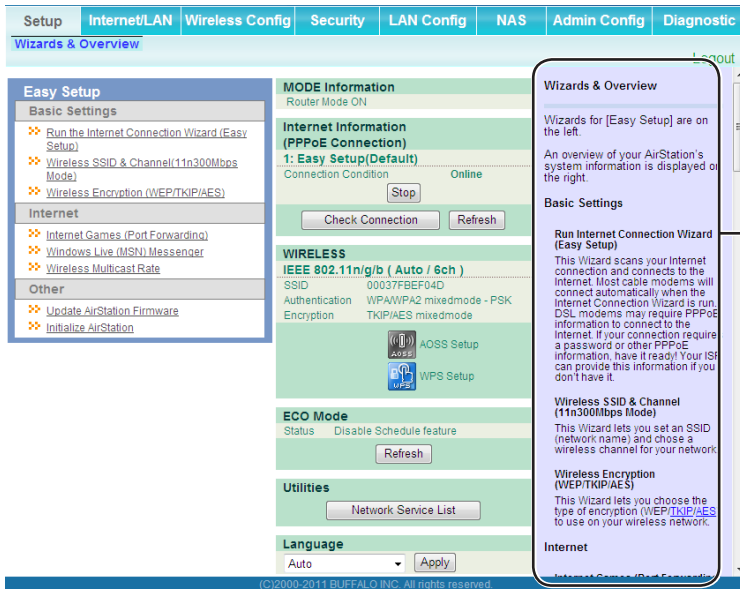 Setup Internet/LAN Wireless Config Security LAN Config NAS Admin Config Diagnostic
Wizards & Overview
Logout
Easy Setup
Basic Settings
Run the Internet Connection Wizard (Easy
Setup)
Wireless SSID & Channel(11n300Mbps
Mode)
Wireless Encryption (WEP/TKIP/AES)
Internet
Internet Games (Port Forwarding)
Windows Live (MSN) Messenger
Wireless Multicast Rate
Other
Update AirStation Firmware
Initialize AirStation
MODE Information
Router Mode ON
Internet Information
(PPPoE Connection)
1: Easy Setup(Default)
Connection Condition Online
Stop
Check Connection Refresh
WIRELESS
IEEE 802.11n/g/b ( Auto / 6ch )
SSID 00037FBEF04D
Authentication WPA/WPA2 mixedmode - PSK
Encryption TKIP/AES mixedmode
AOSS AOSS Setup
WPS WPS Setup
ECO Mode
Status Disable Schedule feature
Refresh
Utilities
Network Service List
Language
Auto Apply
Wizards & Overview
Wizards for [Easy Setup] are on
the left.
An overview of your AirStation's
system information is displayed on
the right.
Basic Settings
Run Internet Connection Wizard
(Easy Setup)
This Wizard scans your Internet
connection and connects to the
Internet. Most cable modems will
connect automatically when the
Internet Connection Wizard is run.
DSL modems may require PPPoE
information to connect to the
Internet. If your connection require
a password or other PPPoE
information, have it ready! Your ISP
can provide this information if you
don't have it.
Wireless SSID & Channel
(11n300Mbps Mode)
This Wizard lets you set an SSID
(network name) and chose a
wireless channel for your network.
Wireless Encryption
(WEP/TKIP/AES)
This Wizard lets you choose the
type of encryption (WEP/TKIP/AES
to use on your wireless network.
Internet
Internet Games (Port Forwarding
(C)2000-2011 BUFFALO INC. All rights reserved.